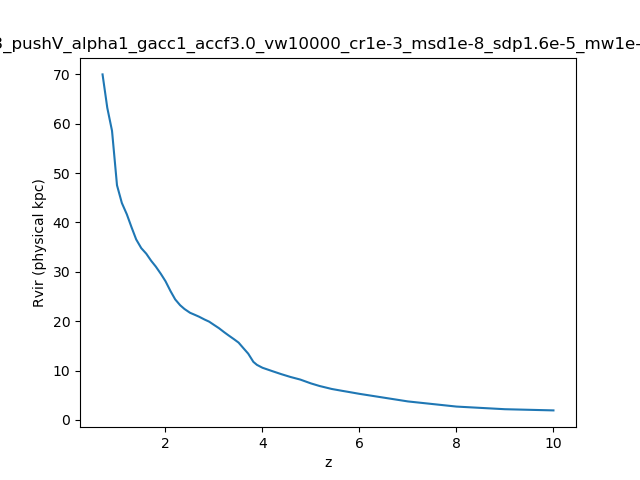 _pushV_alpha1_gacc1_accf3.0_vw10000_cr1e-3_msd1e-8_sdp1.6e-5_mw1e-
70
60
50
40
30
20
10
0
Rvir (physical kpc)
2 4 6 8 10
z